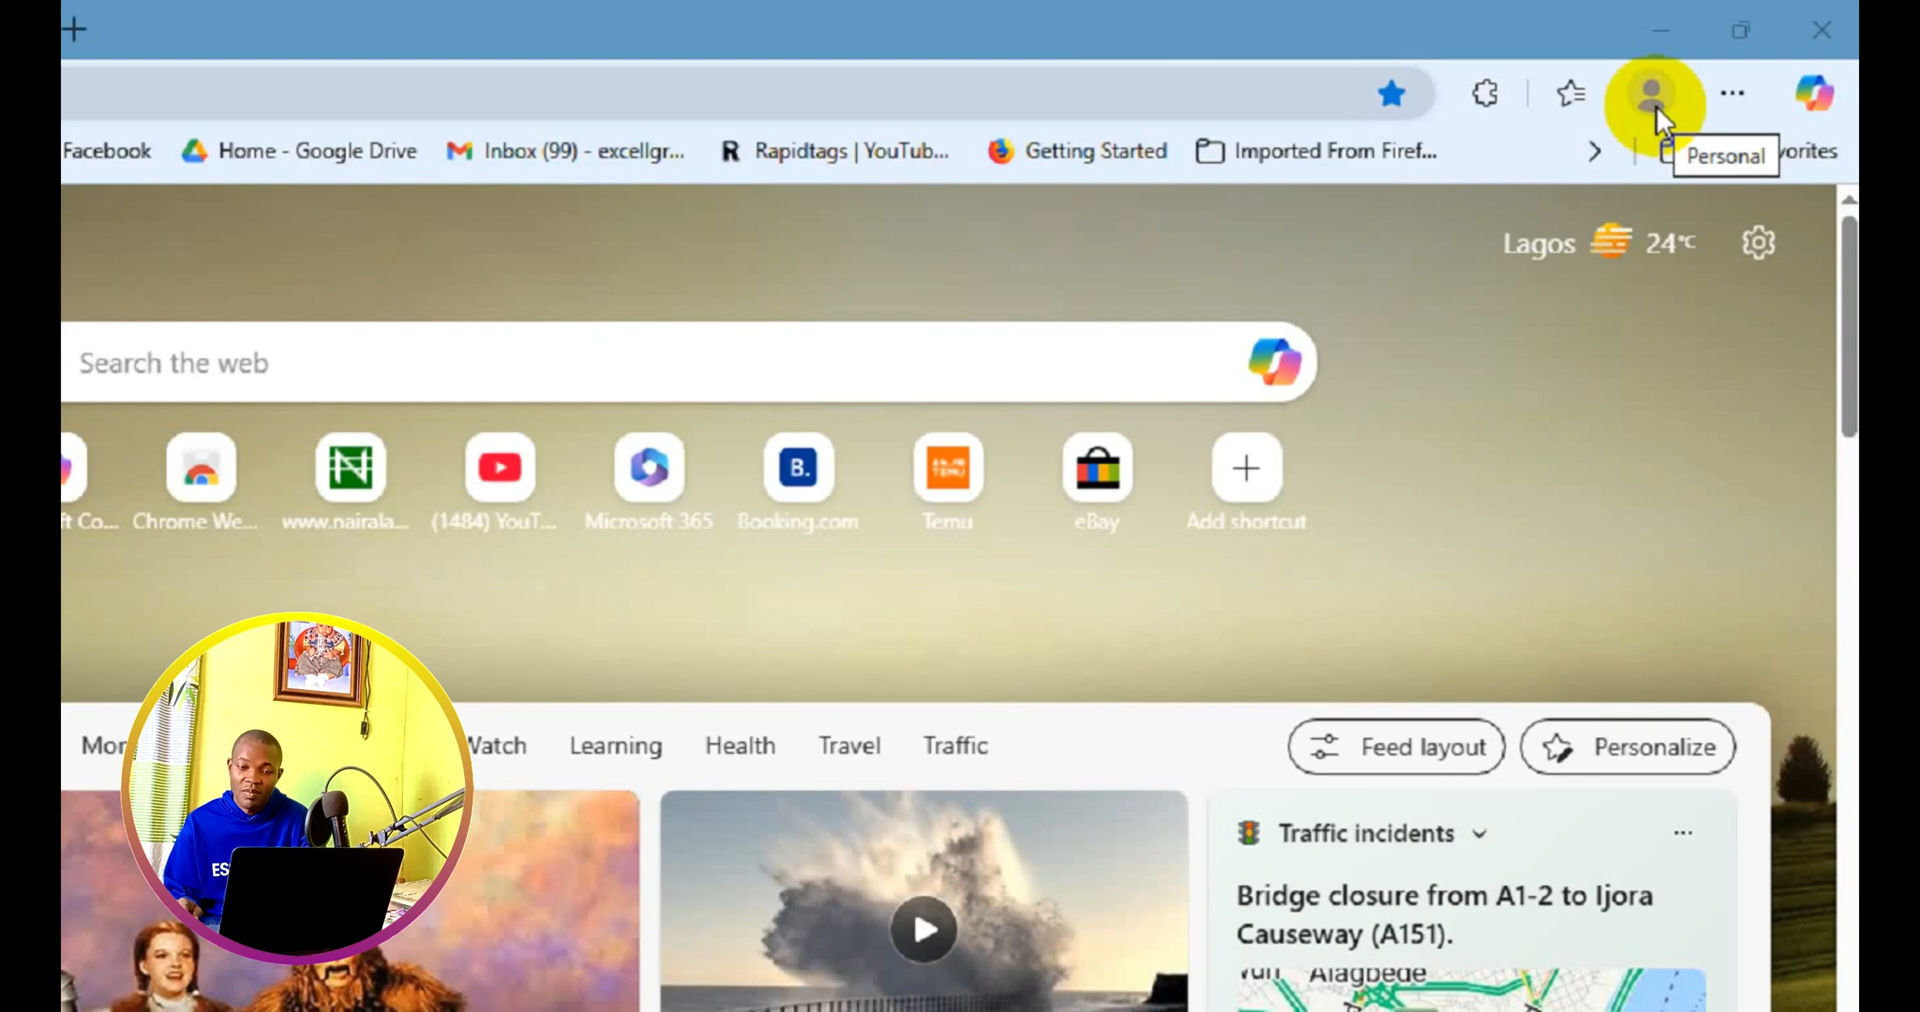 Facebook
Home - Google Drive
Inbox (99) - excellgr...
Rapidtags | YouTub...
Getting Started
Imported From Firef...
Personal
vorites
Lagos 24°C
Search the web
ft Co...
Chrome We...
www.nairala...
(1484) YouT...
Microsoft 365
B.
Booking.com
TEMU
Temu
eBay
Add shortcut
Mor
Watch
Learning
Health
Travel
Traffic
Feed layout
Personalize
ES
Traffic incidents
Bridge closure from A1-2 to Ijora
Causeway (A151).
Alagbede